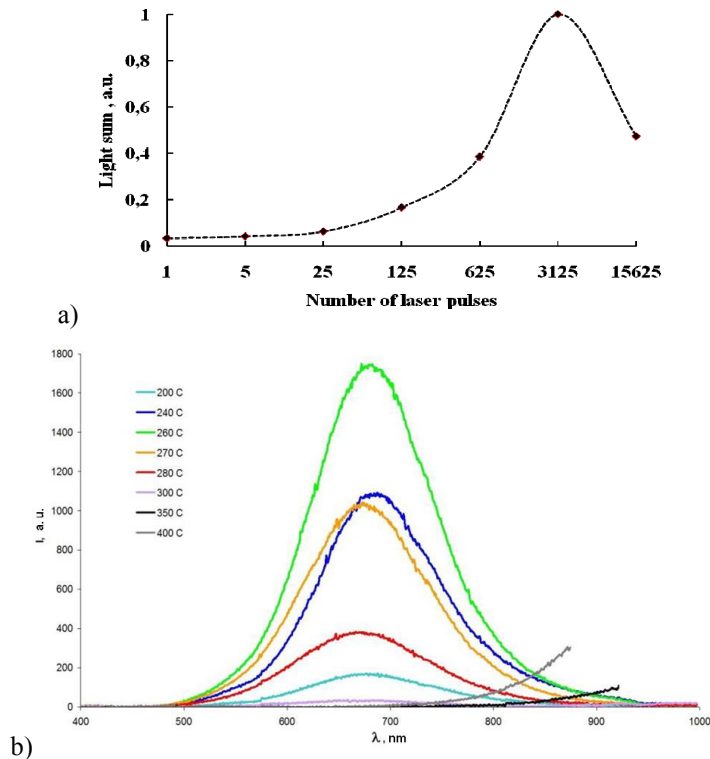 1
0,8
0,6
0,4
0,2
0
Light sum , a.u.
1 5 25 125 625 3125 15625
Number of laser pulses
a)
1800
1600
1400
1200
1000
800
600
400
200
0
I, a. u.
200 C
240 C
260 C
270 C
280 C
300 C
350 C
400 C
400 500 600 700 800 900 1000
λ , nm
b)